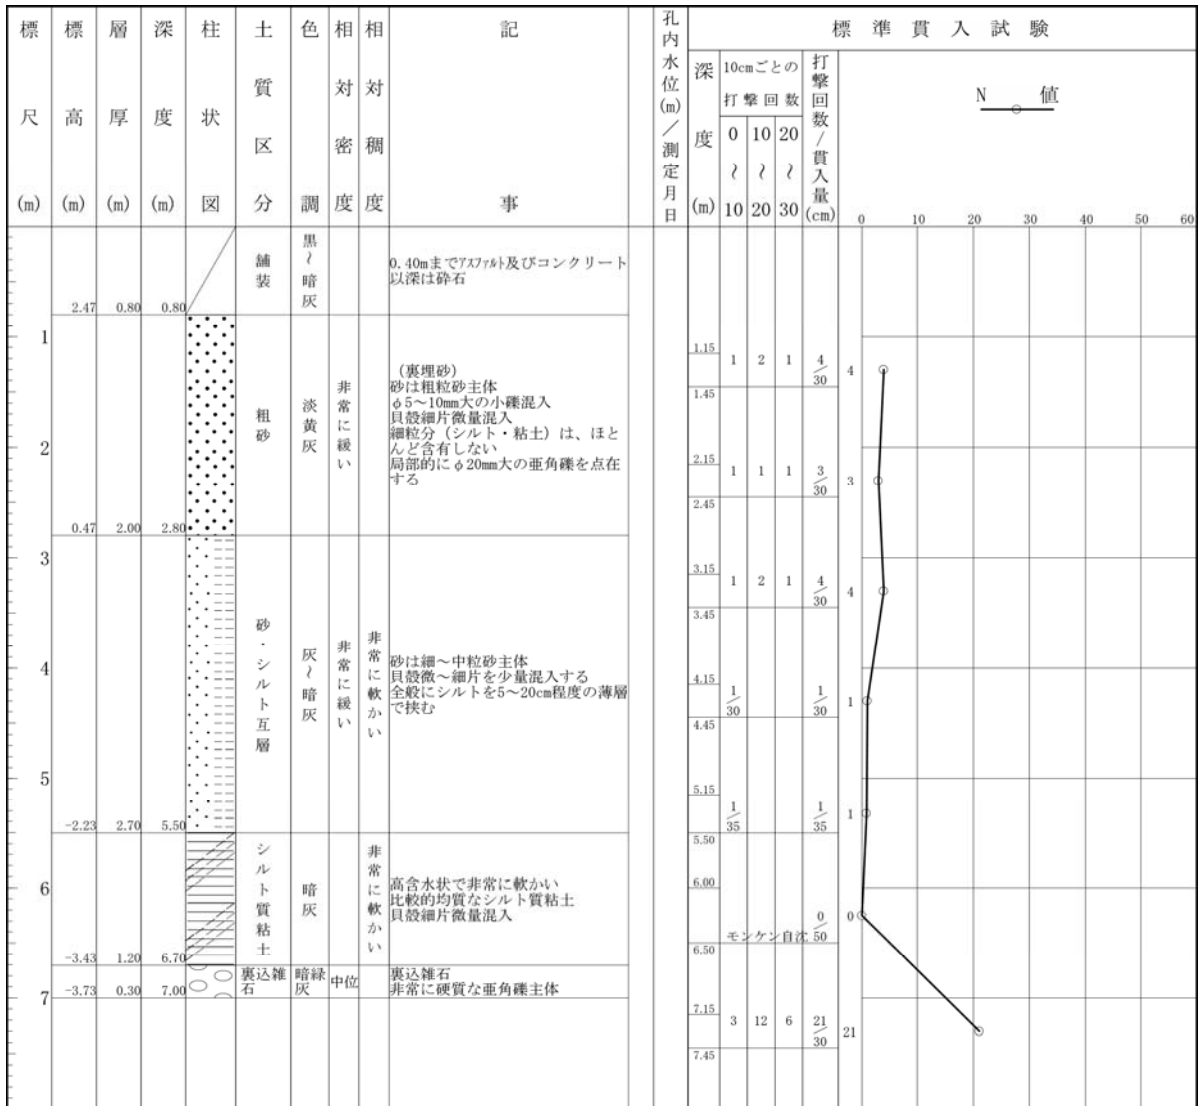 標尺(m)
標高(m)
層厚(m)
深度(m)
柱状図
土質区分
色調
相対密度
相対稠度
記事
孔内水位(m)／測定月日
標準貫入試験
深度(m)
10cmごとの
打撃回数
0〜10
10〜20
20〜30
打撃回数/貫入量(cm)
N 値
0 10 20 30 40 50 60
2.47 0.80 0.80
舗装
黒〜暗灰
0.40mまでアスファルト及びコンクリート
以深は砕石
1
0.47 2.00 2.80
粗砂
淡黄灰
非常に緩い
（裏埋砂）
砂は粗粒砂主体
φ5〜10mm大の小礫混入
貝殻細片微量混入
細粒分（シルト・粘土）は、ほと
んど含有しない
局部的にφ20mm大の亜角礫を点在
する
1.15
1 2 1 4/30 4
1.45
2
2.15
1 1 1 3/30 3
2.45
3
-2.23 2.70 5.50
砂・シルト互層
灰〜暗灰
非常に緩い
非常に軟かい
砂は細〜中粒砂主体
貝殻微〜細片を少量混入する
全般にシルトを5〜20cm程度の薄層
で挟む
3.15
1 2 1 4/30 4
3.45
4
4.15
1/30 1/30 1
4.45
5
5.15
1/35 1/35 1
5.50
6
-3.43 1.20 6.70
シルト質粘土
暗灰
非常に軟かい
高含水状で非常に軟かい
比較的均質なシルト質粘土
貝殻細片微量混入
6.00
モンケン自沈 0/50 0
6.50
7
-3.73 0.30 7.00
裏込雑石
暗緑灰
中位
裏込雑石
非常に硬質な亜角礫主体
7.15
3 12 6 21/30 21
7.45